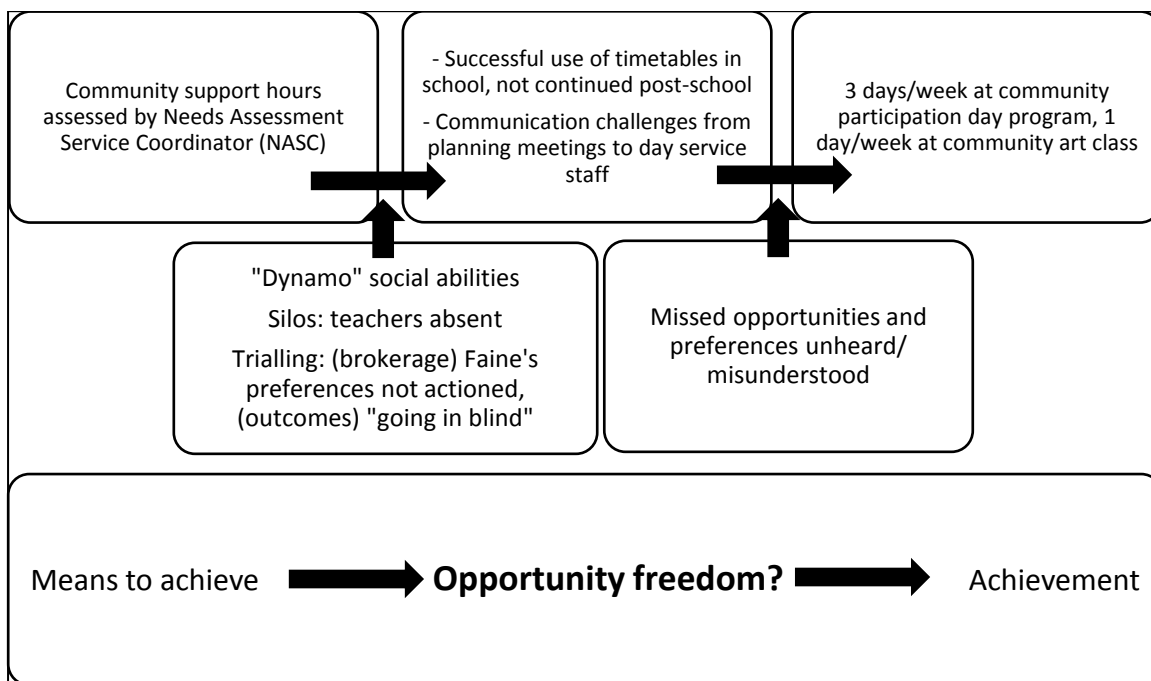 Community support hours
assessed by Needs Assessment
Service Coordinator (NASC)
- Successful use of timetables in
school, not continued post-school
- Communication challenges from
planning meetings to day service
staff
3 days/week at community
participation day program, 1
day/week at community art class
"Dynamo" social abilities
Silos: teachers absent
Trialling: (brokerage) Faine's
preferences not actioned,
(outcomes) "going in blind"
Missed opportunities and
preferences unheard/
misunderstood
Means to achieve
Opportunity freedom?
Achievement